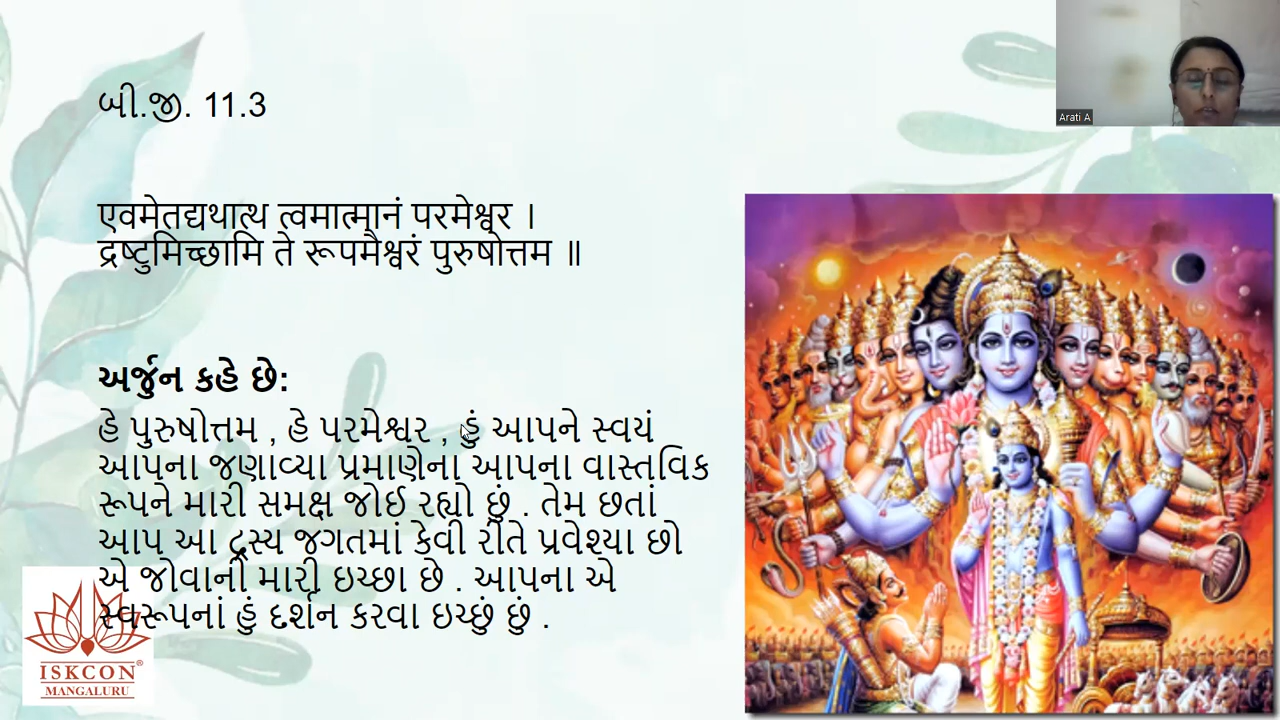 બી.જી. 11.3
Arati A
एवमेतद्यथात्थ त्वमात्मानं परमेश्वर ।
द्रष्टुमिच्छामि ते रूपमैश्वरं पुरुषोत्तम ॥
અર્જુન કહે છે:
હે પુરુષોત્તમ , હે પરમેશ્વર , હું આપને સ્વયં
આપના જણાવ્યા પ્રમાણેના આપના વાસ્તવિક
રૂપને મારી સમક્ષ જોઈ રહ્યો છું . તેમ છતાં
આપ આ દ્રસ્ય જગતમાં કેવી રીતે પ્રવેશ્યા છો
એ જોવાની મારી ઇચ્છા છે . આપના એ
સ્વરૂપનાં હું દર્શન કરવા ઇચ્છું છું .
ISKCON®
MANGALURU